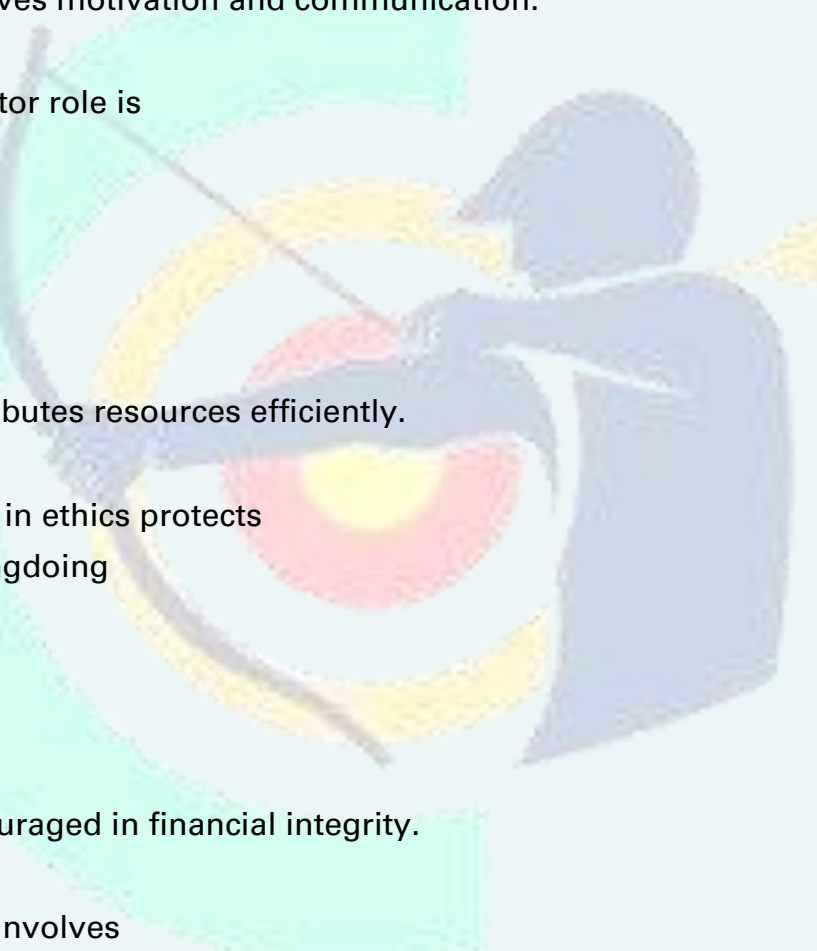 ves motivation and communication.
tor role is
butes resources efficiently.
in ethics protects
gdoing
uraged in financial integrity.
nvolves